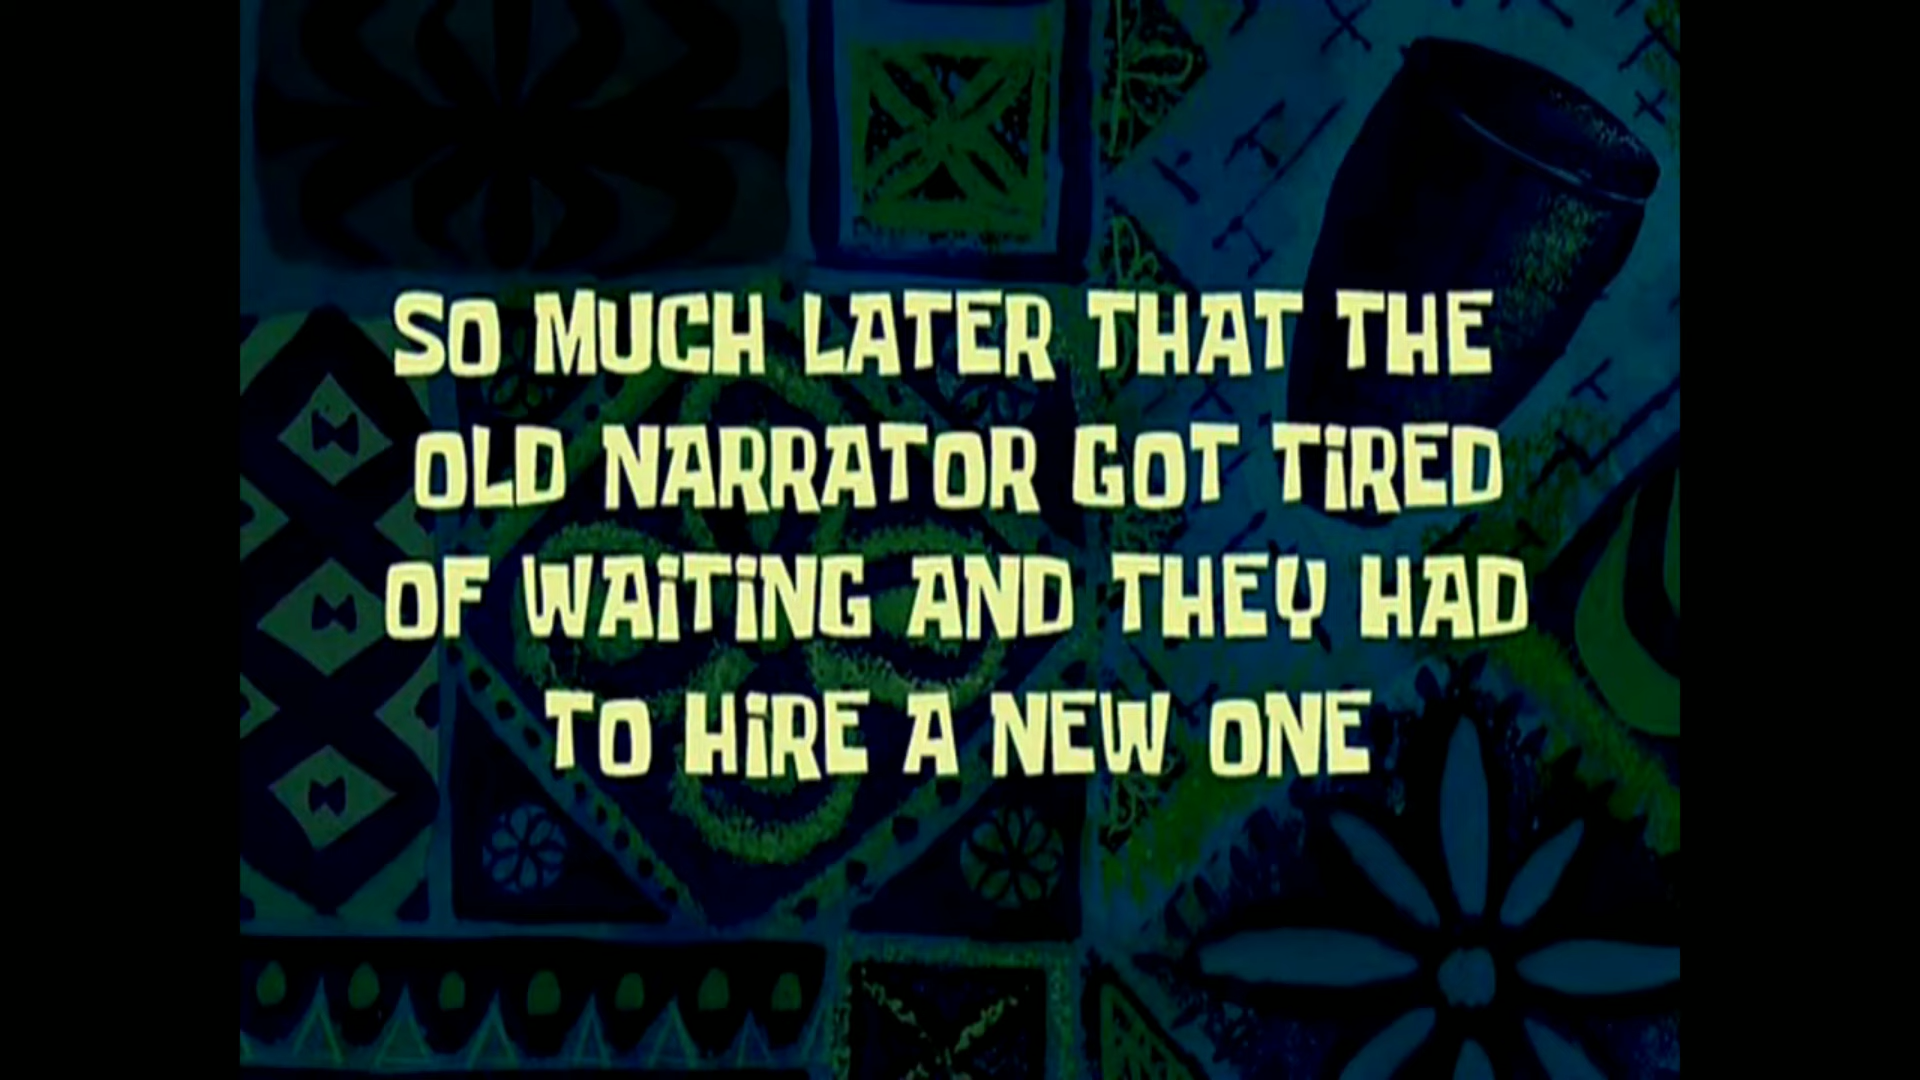 SO MUCH LATER THAT THE
OLD NARRATOR GOT TiRED
OF WAiTiNG AND THEY HAD
TO HiRE A NEW ONE